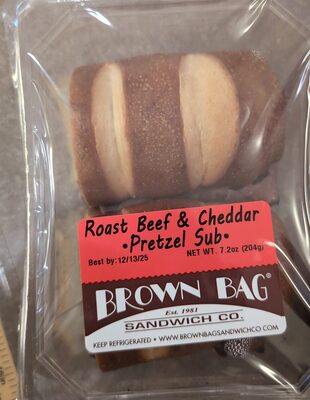 Roast Beef & Cheddar
•Pretzel Sub•
Best by: 12/13/25 NET WT. 7.2oz (204g)
BROWN BAG®
Est. 1981
SANDWICH CO.
KEEP REFRIGERATED • WWW.BROWNBAGSANDWICHCO.COM